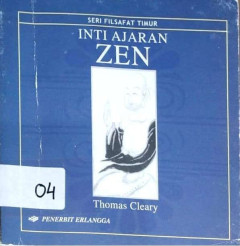 SERI FILSAFAT TIMUR
INTI AJARAN
ZEN
04
Thomas Cleary
PENERBIT ERLANGGA